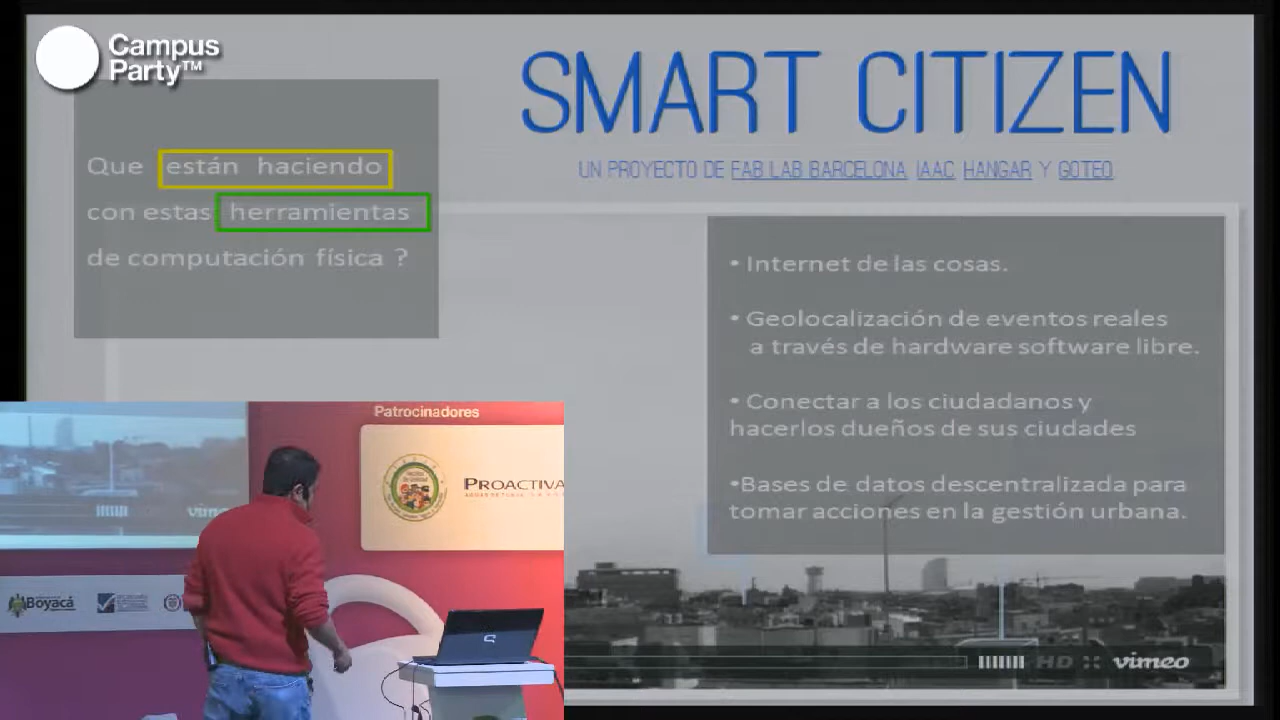 Campus
Party™
SMART CITIZEN
UN PROYECTO DE FAB LAB BARCELONA, IAAC, HANGAR Y GOTEO.
Que están haciendo
con estas herramientas
de computación física ?
• Internet de las cosas.
• Geolocalización de eventos reales
a través de hardware software libre.
• Conectar a los ciudadanos y
hacerlos dueños de sus ciudades
•Bases de datos descentralizada para
tomar acciones en la gestión urbana.
HD vimeo
Patrocinadores
PROACTIVA
vime
Boyacá